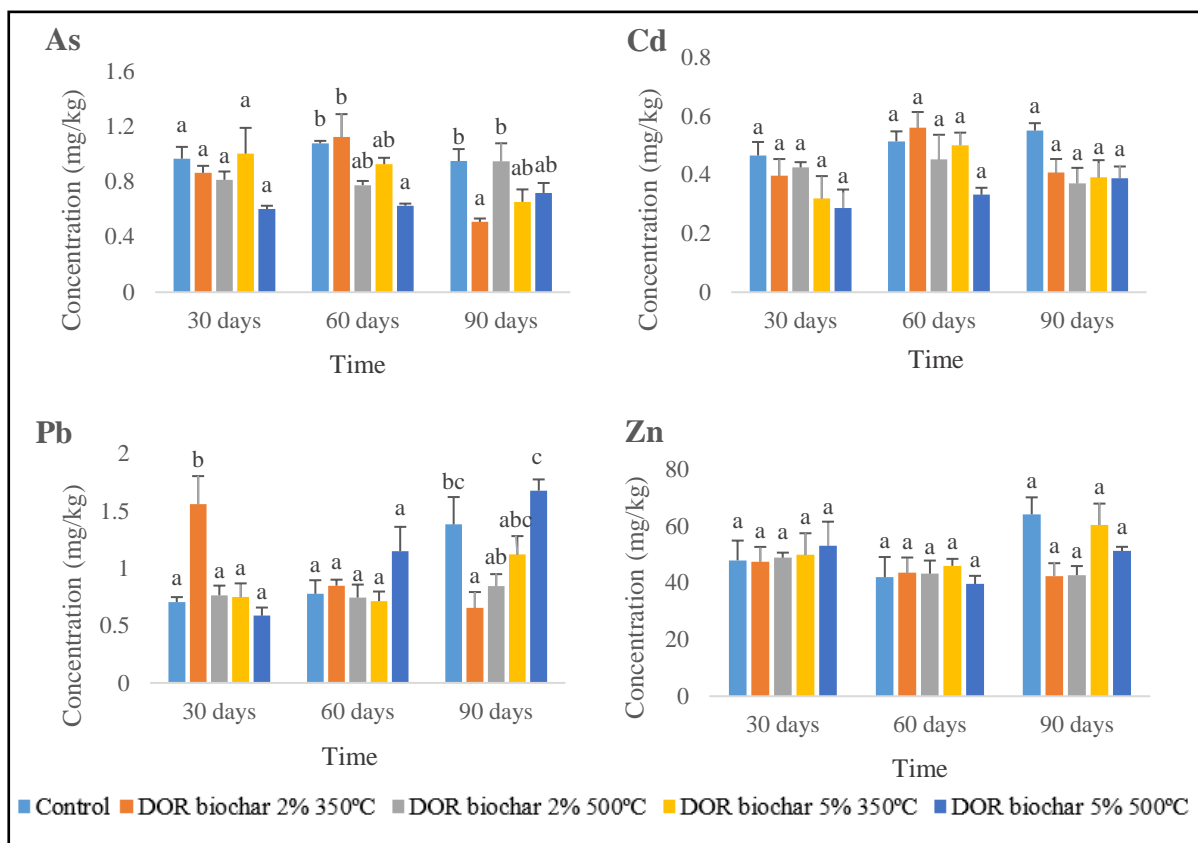 As
Concentration (mg/kg)
1.6
1.2
0.8
0.4
0
a a a a a
b b ab ab a
b a b ab ab
30 days 60 days 90 days
Time
Cd
Concentration (mg/kg)
0.8
0.6
0.4
0.2
0
a a a a a
a a a a a
a a a a a
30 days 60 days 90 days
Time
Pb
Concentration (mg/kg)
2
1.5
1
0.5
0
a b a a a
a a a a a
bc a ab abc c
30 days 60 days 90 days
Time
Zn
Concentration (mg/kg)
80
60
40
20
0
a a a a a
a a a a a
a a a a a
30 days 60 days 90 days
Time
Control DOR biochar 2% 350ºC DOR biochar 2% 500ºC DOR biochar 5% 350ºC DOR biochar 5% 500ºC